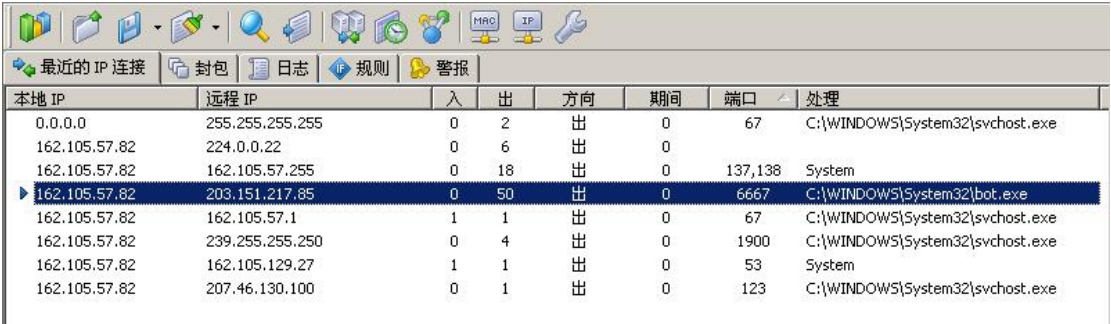 MAC IP
最近的 IP 连接 封包 日志 IP 规则 警报
本地 IP 远程 IP 入 出 方向 期间 端口 处理
0.0.0.0 255.255.255.255 0 2 出 0 67 C:\WINDOWS\System32\svchost.exe
162.105.57.82 224.0.0.22 0 6 出 0
162.105.57.82 162.105.57.255 0 18 出 0 137,138 System
162.105.57.82 203.151.217.85 0 50 出 0 6667 C:\WINDOWS\System32\bot.exe
162.105.57.82 162.105.57.1 1 1 出 0 67 C:\WINDOWS\System32\svchost.exe
162.105.57.82 239.255.255.250 0 4 出 0 1900 C:\WINDOWS\System32\svchost.exe
162.105.57.82 162.105.129.27 1 1 出 0 53 System
162.105.57.82 207.46.130.100 0 1 出 0 123 C:\WINDOWS\System32\svchost.exe